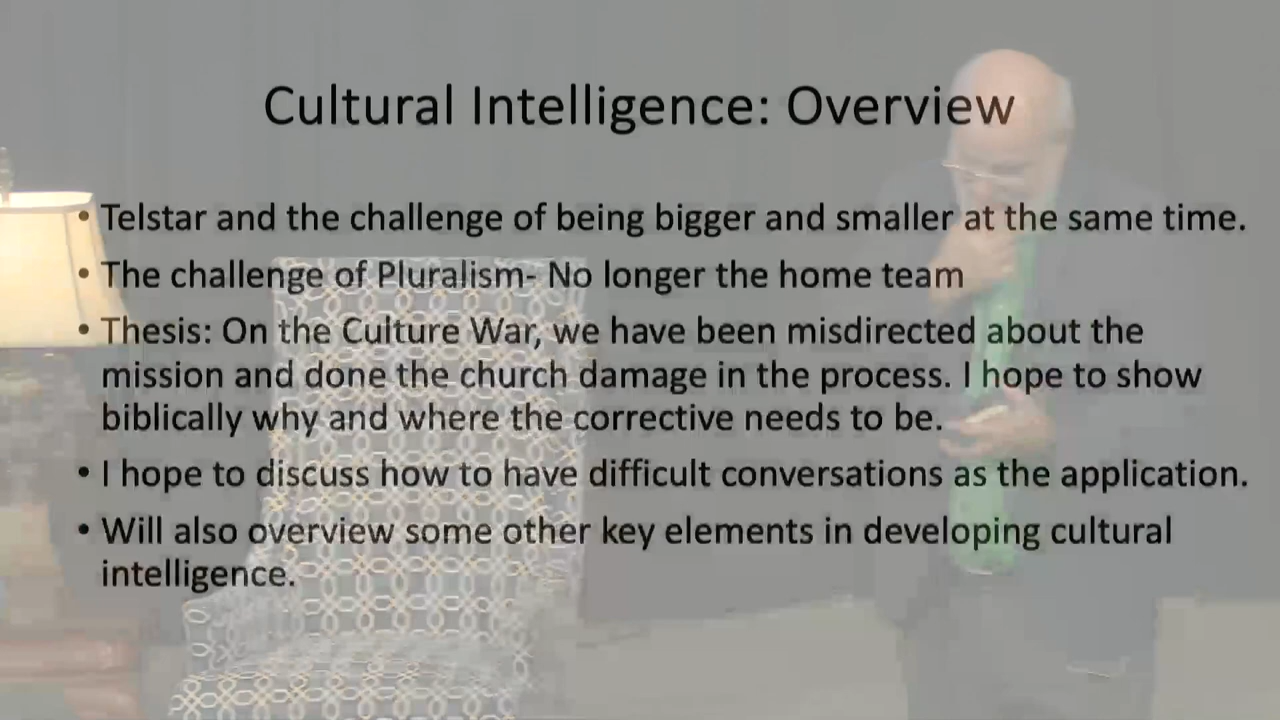 Cultural Intelligence: Overview
• Telstar and the challenge of being bigger and smaller at the same time.
• The challenge of Pluralism- No longer the home team
• Thesis: On the Culture War, we have been misdirected about the
mission and done the church damage in the process. I hope to show
biblically why and where the corrective needs to be.
• I hope to discuss how to have difficult conversations as the application.
• Will also overview some other key elements in developing cultural
intelligence.